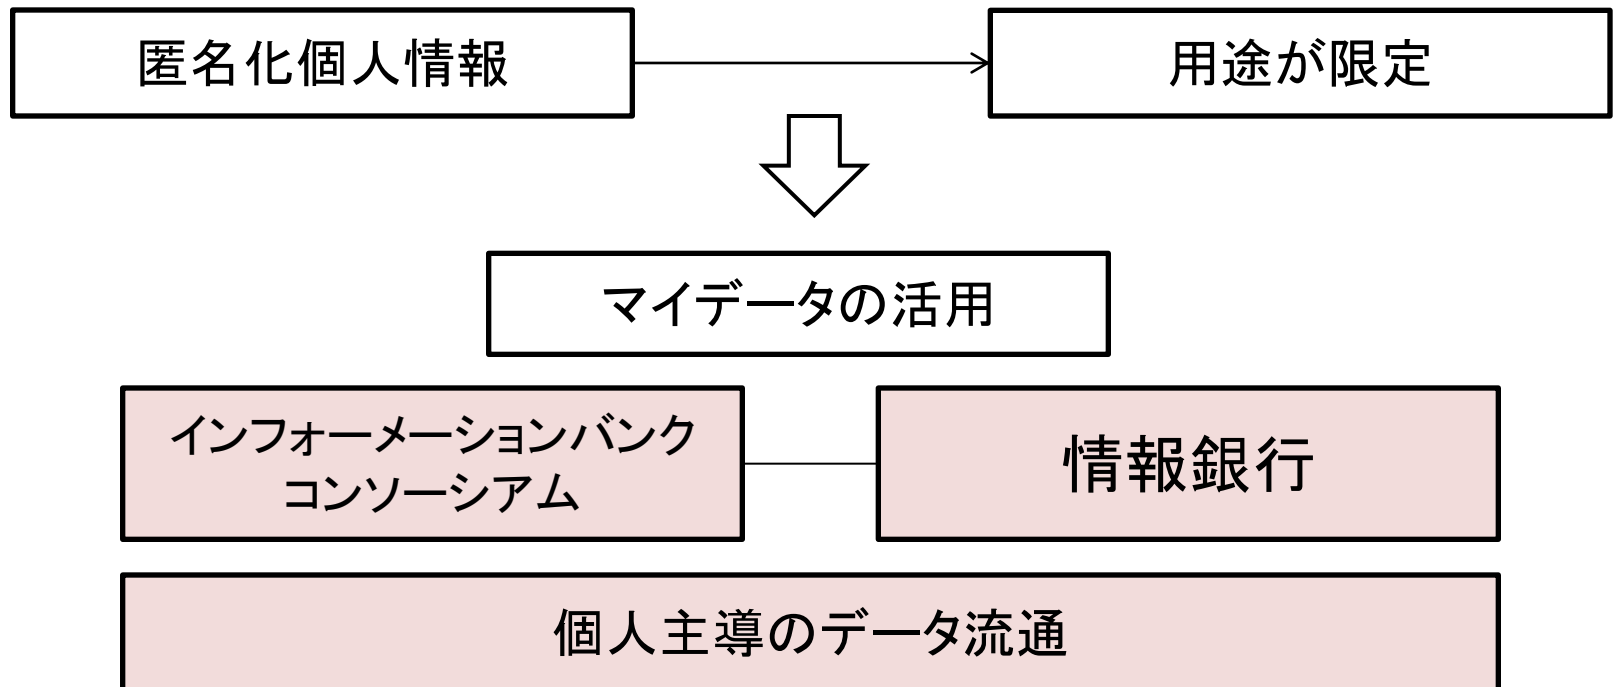 匿名化個人情報
用途が限定
マイデータの活用
インフォーメーションバンク
コンソーシアム
情報銀行
個人主導のデータ流通